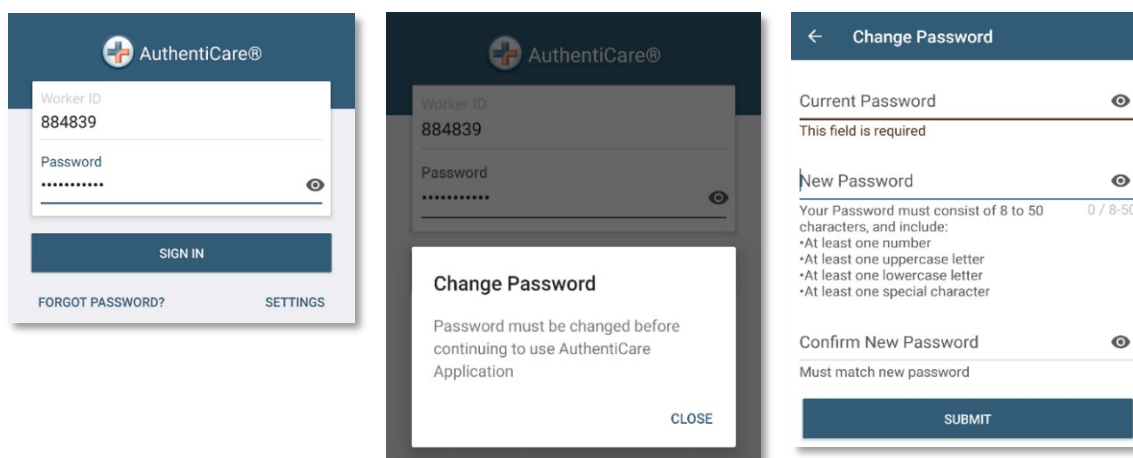 AuthentiCare®
Worker ID
884839
Password
•••••••••••
SIGN IN
FORGOT PASSWORD? SETTINGS
AuthentiCare®
Worker ID
884839
Password
•••••••••••
Change Password
Password must be changed before
continuing to use AuthentiCare
Application
CLOSE
Change Password
Current Password
This field is required
New Password
Your Password must consist of 8 to 50 0 / 8-50
characters, and include:
•At least one number
•At least one uppercase letter
•At least one lowercase letter
•At least one special character
Confirm New Password
Must match new password
SUBMIT